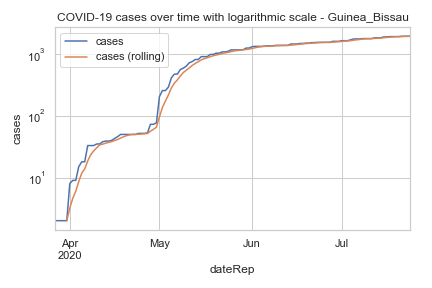 COVID-19 cases over time with logarithmic scale - Guinea_Bissau
cases
cases (rolling)
10³
10²
10¹
cases
Apr
2020
May
Jun
Jul
dateRep